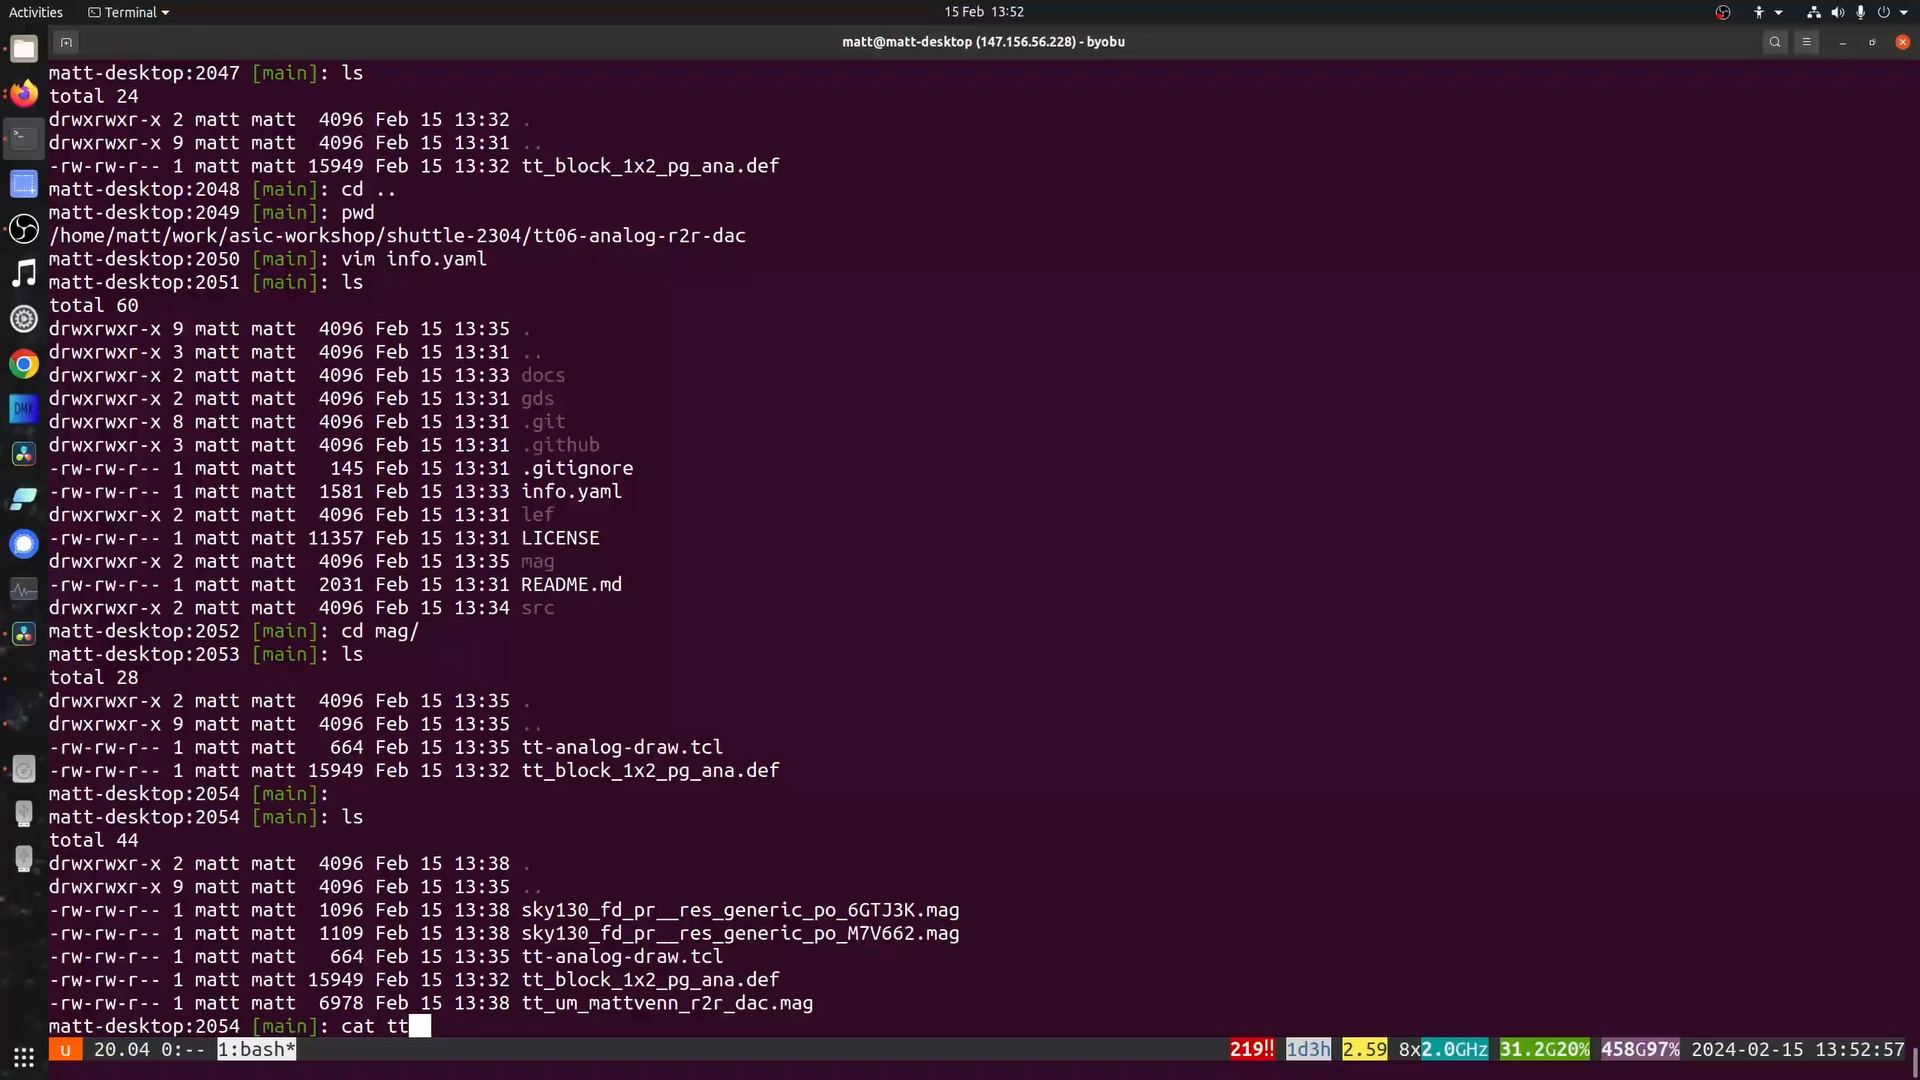 Activities Terminal 15 Feb 13:52
matt@matt-desktop (147.156.56.228) - byobu
matt-desktop:2047 [main]: ls
total 24
drwxrwxr-x 2 matt matt  4096 Feb 15 13:32 .
drwxrwxr-x 9 matt matt  4096 Feb 15 13:31 ..
-rw-rw-r-- 1 matt matt 15949 Feb 15 13:32 tt_block_1x2_pg_ana.def
matt-desktop:2048 [main]: cd ..
matt-desktop:2049 [main]: pwd
/home/matt/work/asic-workshop/shuttle-2304/tt06-analog-r2r-dac
matt-desktop:2050 [main]: vim info.yaml
matt-desktop:2051 [main]: ls
total 60
drwxrwxr-x 9 matt matt  4096 Feb 15 13:35 .
drwxrwxr-x 3 matt matt  4096 Feb 15 13:31 ..
drwxrwxr-x 2 matt matt  4096 Feb 15 13:33 docs
drwxrwxr-x 2 matt matt  4096 Feb 15 13:31 gds
drwxrwxr-x 8 matt matt  4096 Feb 15 13:31 .git
drwxrwxr-x 3 matt matt  4096 Feb 15 13:31 .github
-rw-rw-r-- 1 matt matt   145 Feb 15 13:31 .gitignore
-rw-rw-r-- 1 matt matt  1581 Feb 15 13:33 info.yaml
drwxrwxr-x 2 matt matt  4096 Feb 15 13:31 lef
-rw-rw-r-- 1 matt matt 11357 Feb 15 13:31 LICENSE
drwxrwxr-x 2 matt matt  4096 Feb 15 13:35 mag
-rw-rw-r-- 1 matt matt  2031 Feb 15 13:31 README.md
drwxrwxr-x 2 matt matt  4096 Feb 15 13:34 src
matt-desktop:2052 [main]: cd mag/
matt-desktop:2053 [main]: ls
total 28
drwxrwxr-x 2 matt matt  4096 Feb 15 13:35 .
drwxrwxr-x 9 matt matt  4096 Feb 15 13:35 ..
-rw-rw-r-- 1 matt matt   664 Feb 15 13:35 tt-analog-draw.tcl
-rw-rw-r-- 1 matt matt 15949 Feb 15 13:32 tt_block_1x2_pg_ana.def
matt-desktop:2054 [main]:
matt-desktop:2054 [main]: ls
total 44
drwxrwxr-x 2 matt matt  4096 Feb 15 13:38 .
drwxrwxr-x 9 matt matt  4096 Feb 15 13:35 ..
-rw-rw-r-- 1 matt matt  1096 Feb 15 13:38 sky130_fd_pr__res_generic_po_6GTJ3K.mag
-rw-rw-r-- 1 matt matt  1109 Feb 15 13:38 sky130_fd_pr__res_generic_po_M7V662.mag
-rw-rw-r-- 1 matt matt   664 Feb 15 13:35 tt-analog-draw.tcl
-rw-rw-r-- 1 matt matt 15949 Feb 15 13:32 tt_block_1x2_pg_ana.def
-rw-rw-r-- 1 matt matt  6978 Feb 15 13:38 tt_um_mattvenn_r2r_dac.mag
matt-desktop:2054 [main]: cat tt
u 20.04 0:-- 1:bash* 219!! 1d3h 2.59 8x2.0GHz 31.2G20% 458G97% 2024-02-15 13:52:57
DMX